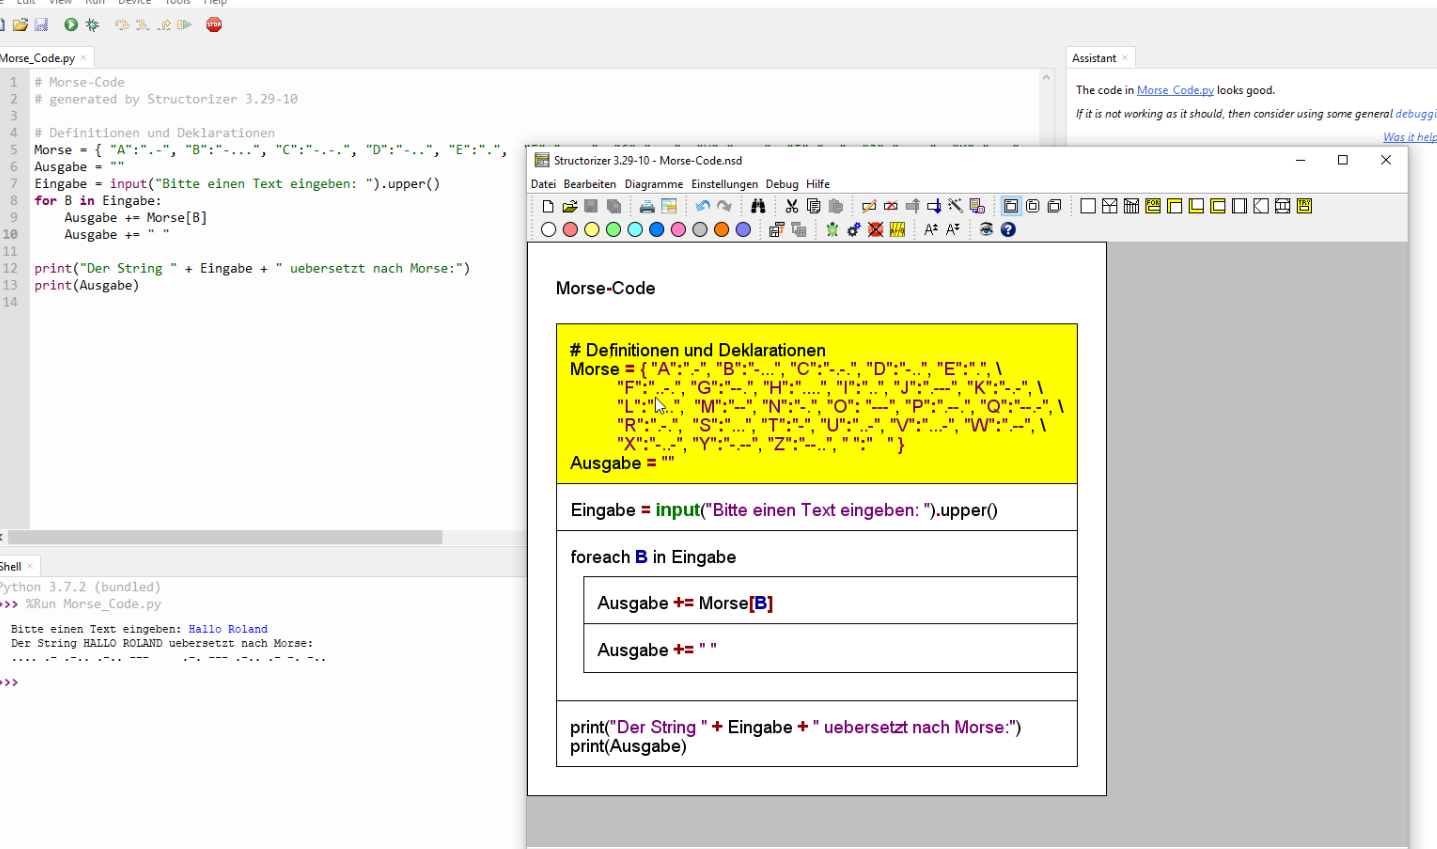 Edit View Run Device Tools Help
STOP
Morse_Code.py ×
1 # Morse-Code
2 # generated by Structorizer 3.29-10
3
4 # Definitionen und Deklarationen
5 Morse = { "A":".-", "B":"-...", "C":"-.-.", "D":"-..", "E":".",
6 Ausgabe = ""
7 Eingabe = input("Bitte einen Text eingeben: ").upper()
8 for B in Eingabe:
9 Ausgabe += Morse[B]
10 Ausgabe += " "
11
12 print("Der String " + Eingabe + " uebersetzt nach Morse:")
13 print(Ausgabe)
14
Assistant ×
The code in Morse_Code.py looks good.
If it is not working as it should, then consider using some general debuggi
Was it help
Shell ×
Python 3.7.2 (bundled)
>>> %Run Morse_Code.py
Bitte einen Text eingeben: Hallo Roland
Der String HALLO ROLAND uebersetzt nach Morse:
.... .- .-.. .-.. --- .-. --- .-.. .- -. -..
>>>
Structorizer 3.29-10 - Morse-Code.nsd
Datei Bearbeiten Diagramme Einstellungen Debug Hilfe
FOR
TRY
Morse-Code
# Definitionen und Deklarationen
Morse = { "A":".-", "B":"-...", "C":"-.-.", "D":"-..", "E":".", \
"F":"..-.", "G":"--.", "H":"....", "I":"..", "J":".---", "K":"-.-", \
"M":"--", "N":"-.", "O": "---", "P":".--.", "Q":"--.-", \
"R":".-.", "S":"...", "T":"-", "U":"..-", "V":"...-", "W":".--", \
"X":"-..-", "Y":"-.--", "Z":"--..", " ":"   " }
Ausgabe = ""
Eingabe = input("Bitte einen Text eingeben: ").upper()
foreach B in Eingabe
Ausgabe += Morse[B]
Ausgabe += " "
print("Der String " + Eingabe + " uebersetzt nach Morse:")
print(Ausgabe)